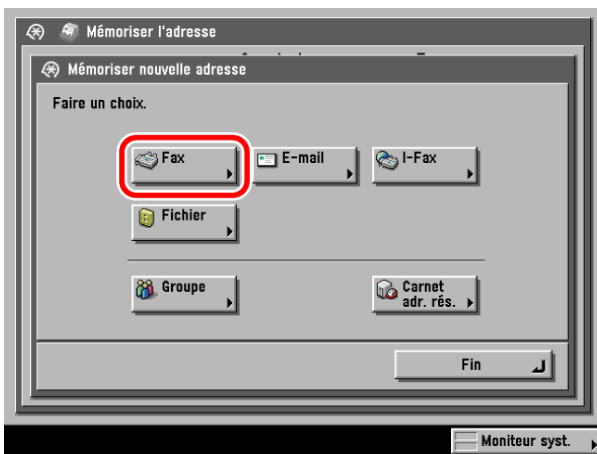 Mémoriser l'adresse
Mémoriser nouvelle adresse
Faire un choix.
Fax
E-mail
I-Fax
Fichier
Groupe
Carnet
adr. rés.
Fin
Moniteur syst.